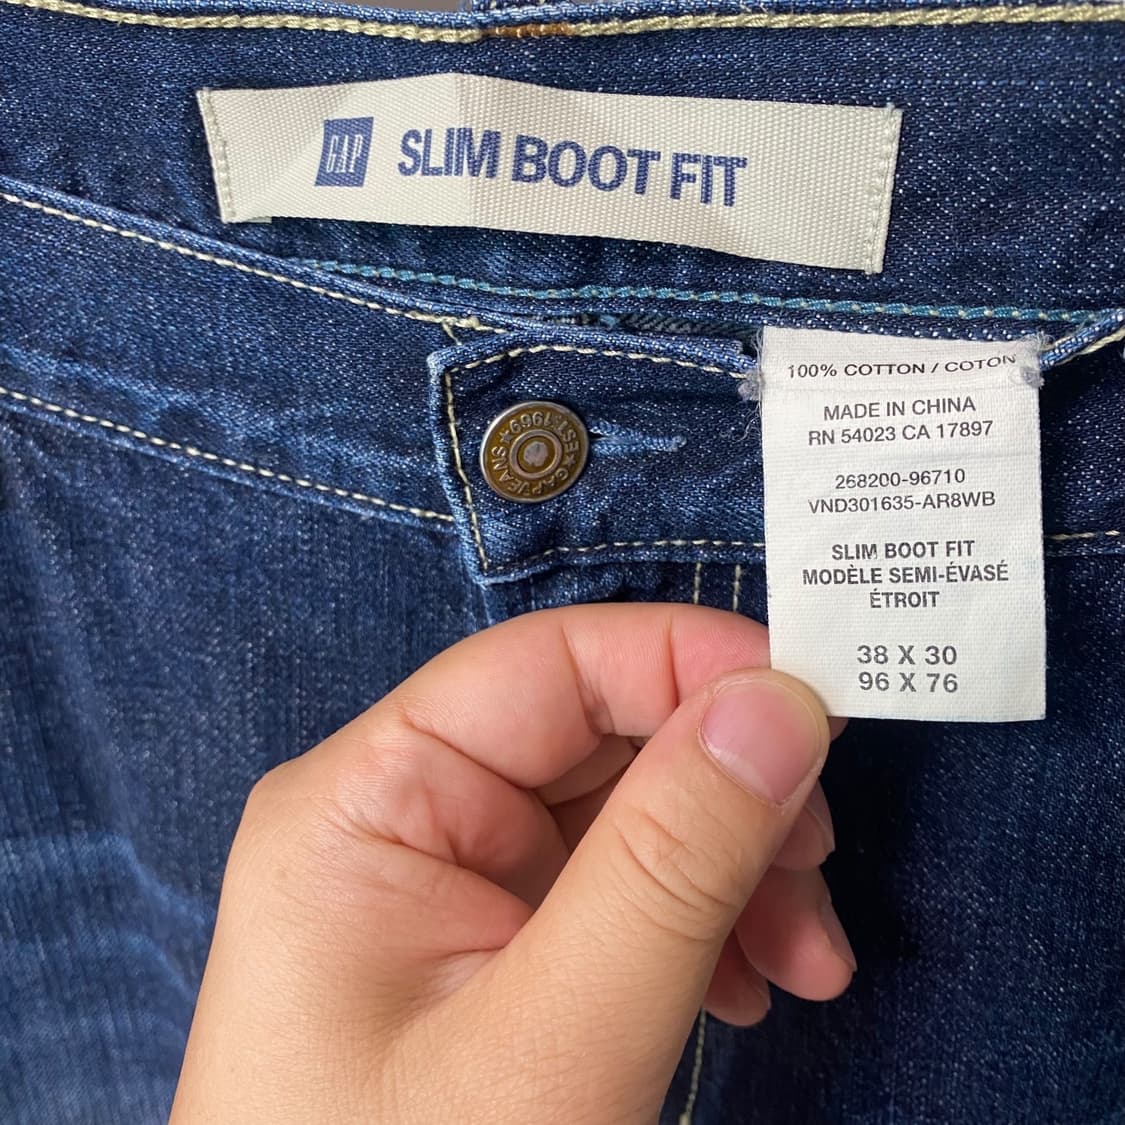 GAP SLIM BOOT FIT
GAP JEANS ★ EST. 1969 ★
100% COTTON / COTON
MADE IN CHINA
RN 54023 CA 17897
268200-96710
VND301635-AR8WB
SLIM BOOT FIT
MODÈLE SEMI-ÉVASÉ
ÉTROIT
38 X 30
96 X 76